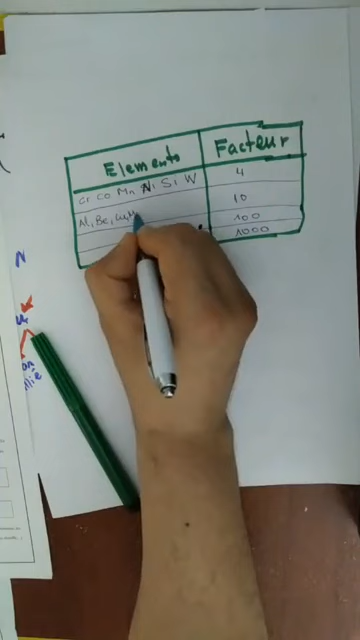 Elements Facteur
Cr Co Mn Ni Si W 4
Al, Be, Cu, 10
100
1000
N